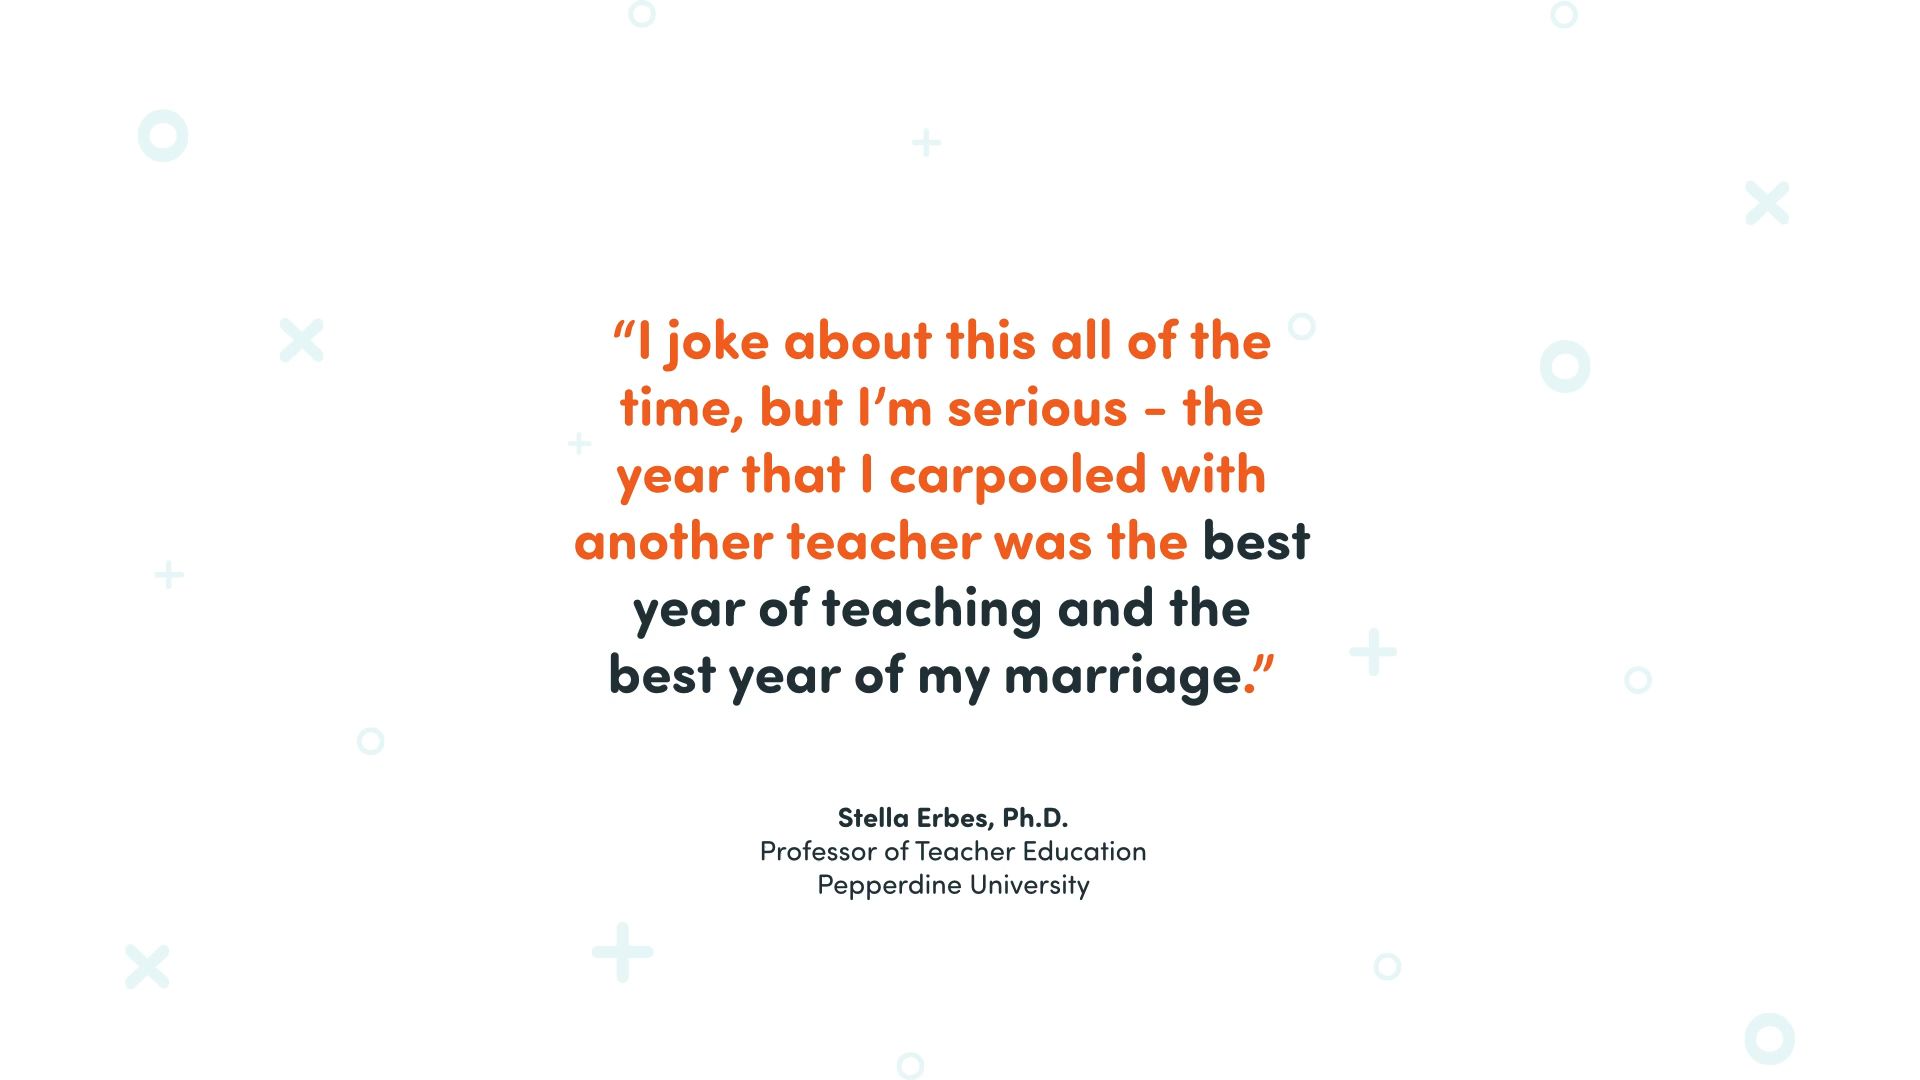 “I joke about this all of the
time, but I’m serious - the
year that I carpooled with
another teacher was the best
year of teaching and the
best year of my marriage.”
Stella Erbes, Ph.D.
Professor of Teacher Education
Pepperdine University